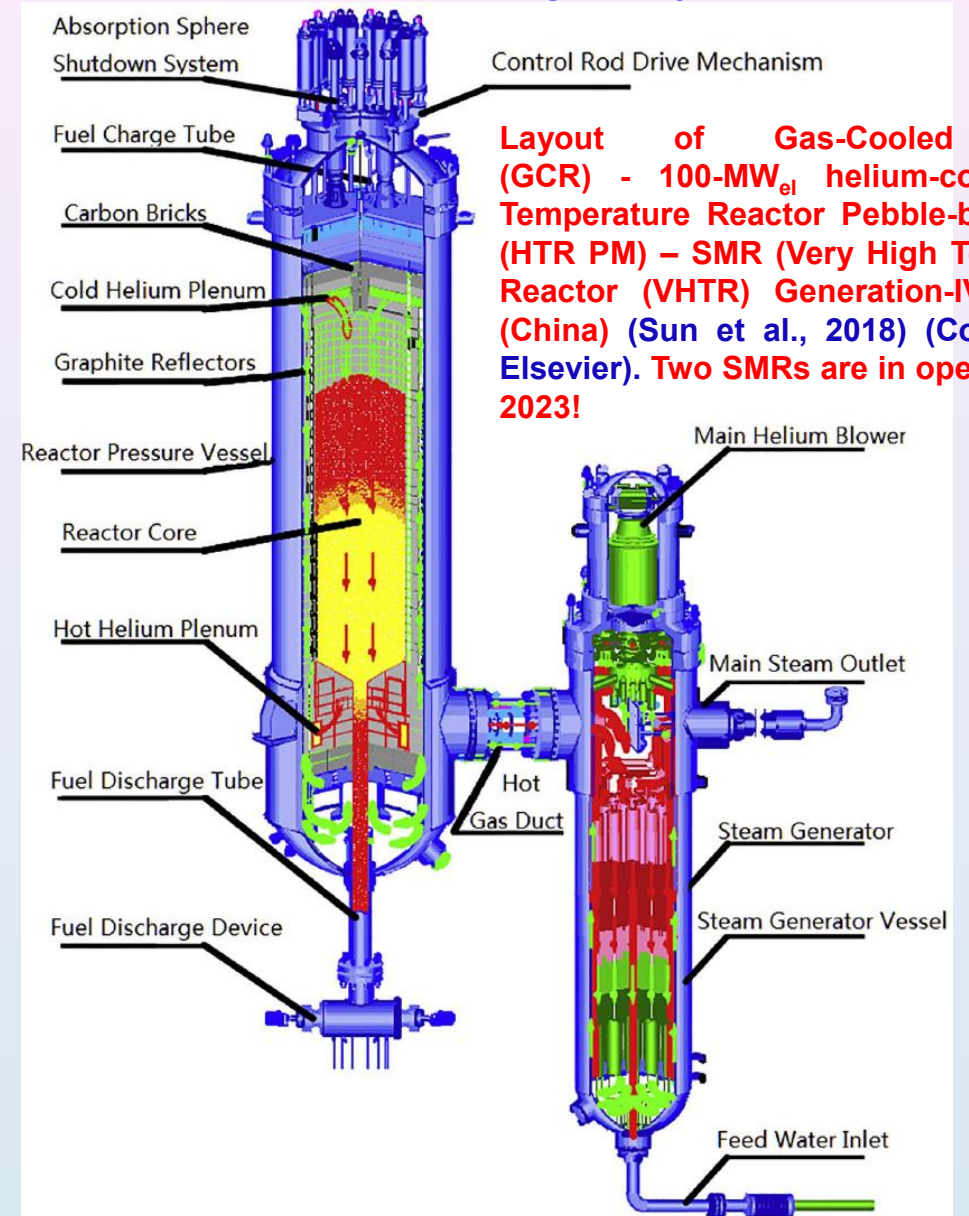 Absorption Sphere
Shutdown System
Control Rod Drive Mechanism
Fuel Charge Tube
Layout of Gas-Cooled
(GCR) - 100-MWel helium-co
Temperature Reactor Pebble-b
(HTR PM) – SMR (Very High T
Reactor (VHTR) Generation-IV
(China) (Sun et al., 2018) (Co
Elsevier). Two SMRs are in ope
2023!
Carbon Bricks
Cold Helium Plenum
Graphite Reflectors
Reactor Pressure Vessel
Reactor Core
Hot Helium Plenum
Fuel Discharge Tube
Fuel Discharge Device
Main Helium Blower
Main Steam Outlet
Hot
Gas Duct
Steam Generator
Steam Generator Vessel
Feed Water Inlet